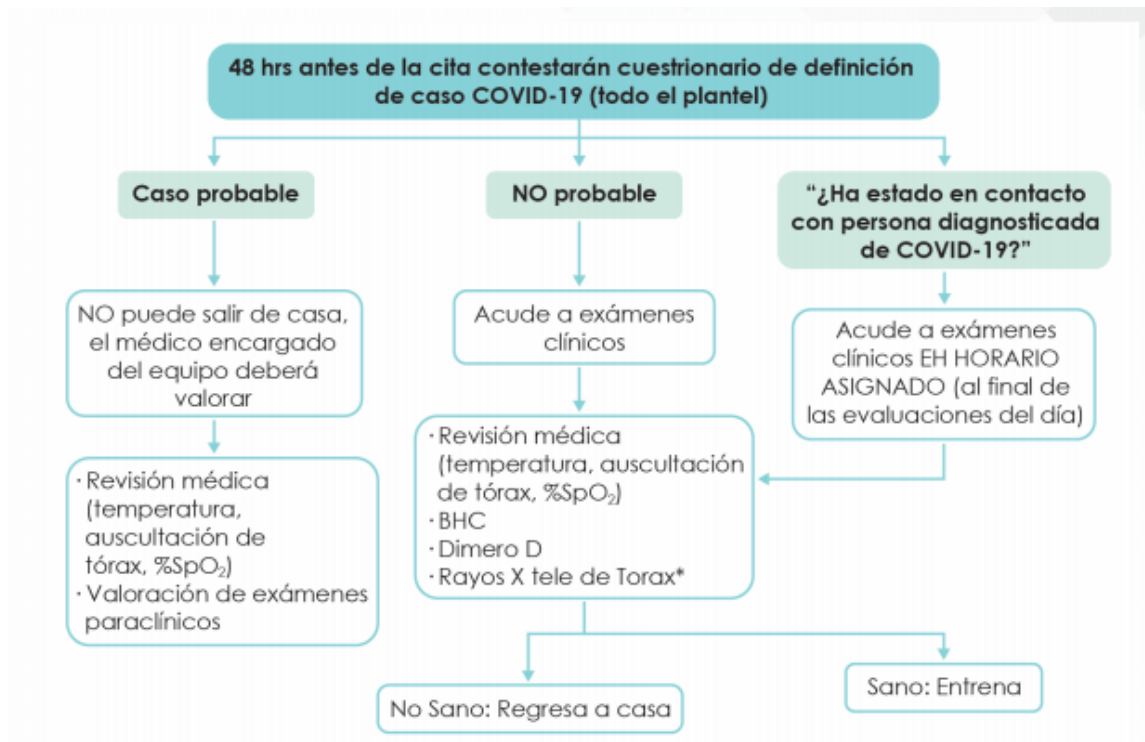 48 hrs antes de la cita contestarán cuestrionario de definición
de caso COVID-19 (todo el plantel)
Caso probable
NO probable
“¿Ha estado en contacto
con persona diagnosticada
de COVID-19?”
NO puede salir de casa,
el médico encargado
del equipo deberá
valorar
Acude a exámenes
clínicos
Acude a exámenes
clínicos EH HORARIO
ASIGNADO (al final de
las evaluaciones del día)
· Revisión médica
(temperatura,
auscultación de
tórax, %SpO₂)
· Valoración de exámenes
paraclínicos
· Revisión médica
(temperatura, auscultación
de tórax, %SpO₂)
· BHC
· Dimero D
· Rayos X tele de Torax*
No Sano: Regresa a casa
Sano: Entrena